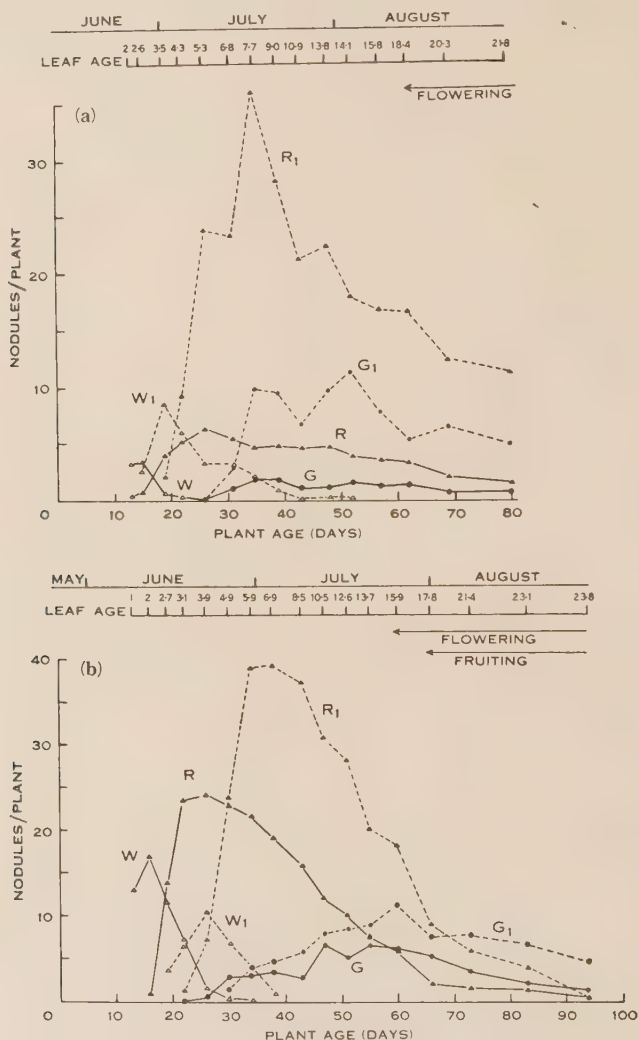 JUNE JULY AUGUST
LEAF AGE 2 2·6 3·5 4·3 5·3 6·8 7·7 9·0 10·9 13·8 14·1 15·8 18·4 20·3 21·8
FLOWERING
(a)
R1
30
NODULES/PLANT
20
G1
10
W1
R
W
G
0 10 20 30 40 50 60 70 80
PLANT AGE (DAYS)
MAY JUNE JULY AUGUST
LEAF AGE 1 2 2·7 3·1 3·9 4·9 5·9 6·9 8·5 10·5 12·6 13·7 15·9 17·8 21·4 23·1 23·8
FLOWERING
FRUITING
40
(b)
R1
30
R
NODULES/PLANT
20
W
W1
10
G1
G
0 10 20 30 40 50 60 70 80 90 100
PLANT AGE (DAYS)